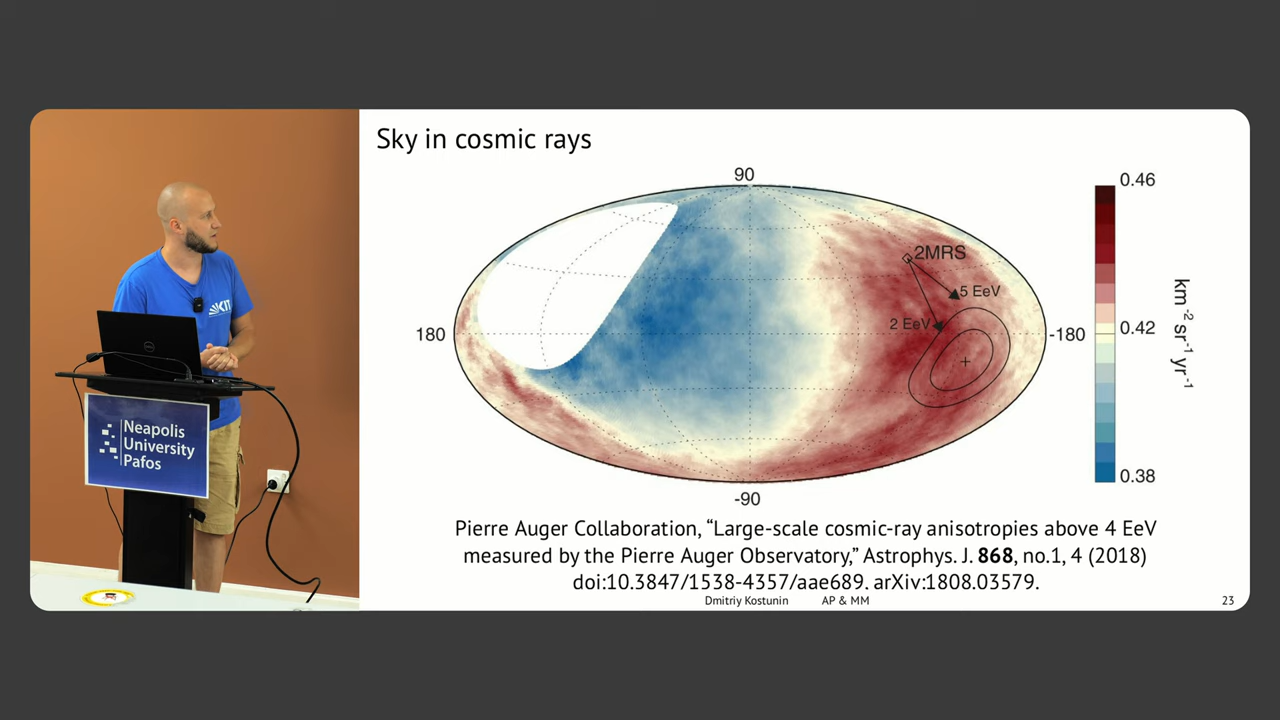 Sky in cosmic rays
90
180
-180
-90
2MRS
5 EeV
2 EeV
0.46
0.42
0.38
km⁻² sr⁻¹ yr⁻¹
Pierre Auger Collaboration, “Large-scale cosmic-ray anisotropies above 4 EeV
measured by the Pierre Auger Observatory,” Astrophys. J. 868, no.1, 4 (2018)
doi:10.3847/1538-4357/aae689. arXiv:1808.03579.
Dmitriy Kostunin AP & MM
23
KIT
DELL
Neapolis
University
Pafos